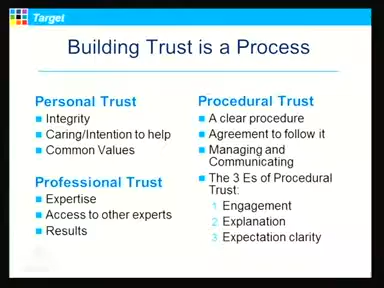 Target
Building Trust is a Process
Personal Trust
Integrity
Caring/Intention to help
Common Values
Professional Trust
Expertise
Access to other experts
Results
Procedural Trust
A clear procedure
Agreement to follow it
Managing and
Communicating
The 3 Es of Procedural
Trust:
1 Engagement
2 Explanation
3 Expectation clarity